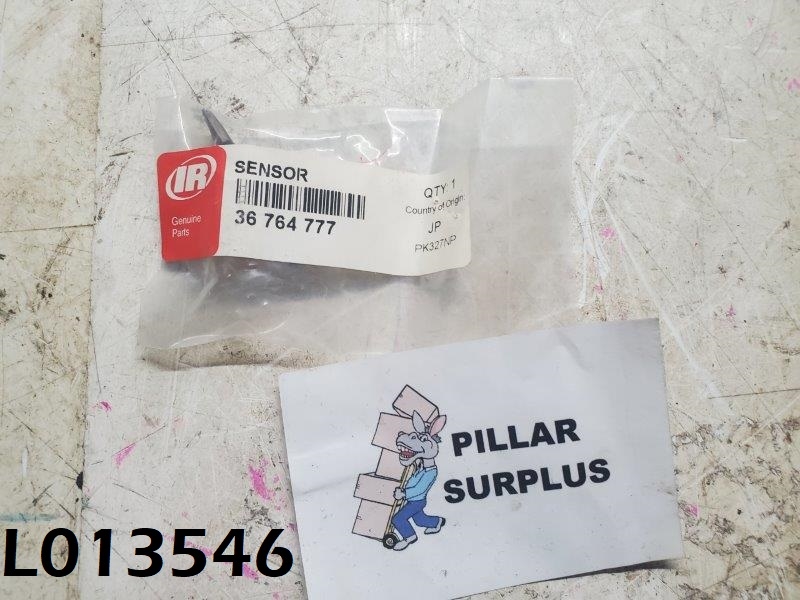 IR
Genuine
Parts
SENSOR
36 764 777
QTY 1
Country of Origin:
JP
PK327NP
PILLAR
SURPLUS
L013546